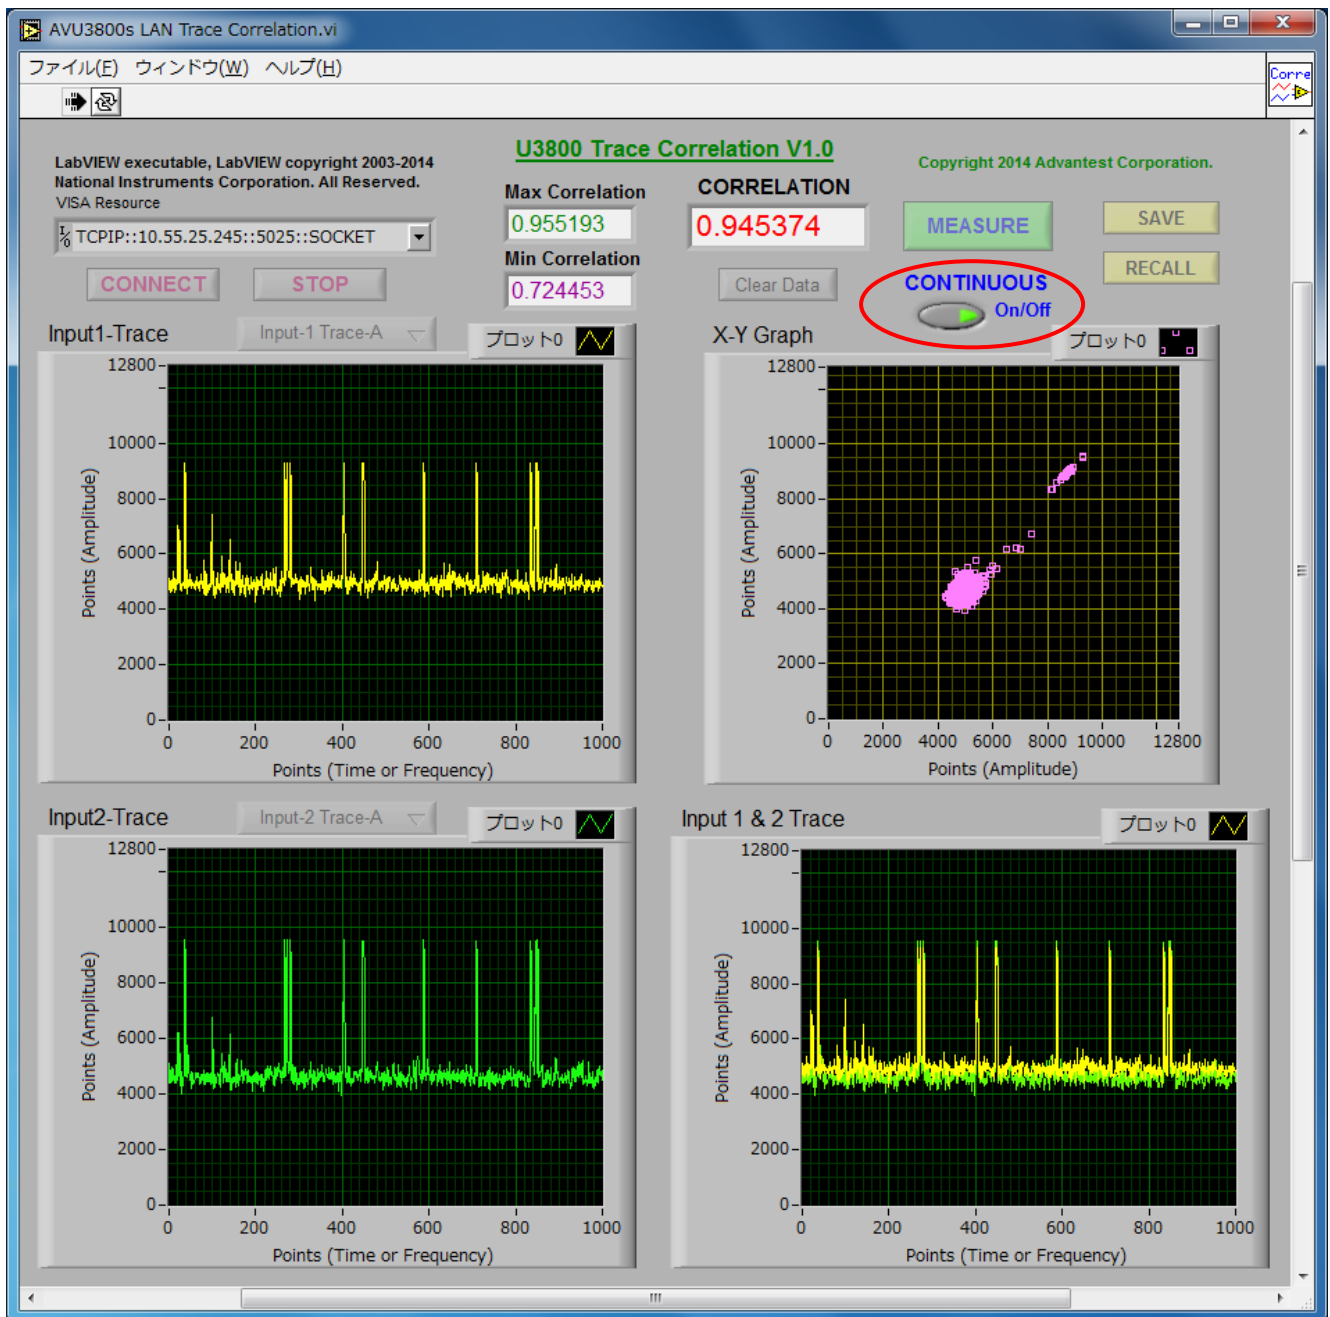 AVU3800s LAN Trace Correlation.vi
ファイル(F) ウィンドウ(W) ヘルプ(H)
Corre
U3800 Trace Correlation V1.0
LabVIEW executable, LabVIEW copyright 2003-2014
National Instruments Corporation. All Reserved.
Copyright 2014 Advantest Corporation.
VISA Resource
TCPIP::10.55.25.245::5025::SOCKET
CONNECT
STOP
Max Correlation
0.955193
Min Correlation
0.724453
CORRELATION
0.945374
Clear Data
MEASURE
SAVE
RECALL
CONTINUOUS
On/Off
Input1-Trace
Input-1 Trace-A
プロット0
12800
10000
8000
6000
4000
2000
0
Points (Amplitude)
0 200 400 600 800 1000
Points (Time or Frequency)
X-Y Graph
プロット0
12800
10000
8000
6000
4000
2000
0
Points (Amplitude)
0 2000 4000 6000 8000 10000 12800
Points (Amplitude)
Input2-Trace
Input-2 Trace-A
プロット0
12800
10000
8000
6000
4000
2000
0
Points (Amplitude)
0 200 400 600 800 1000
Points (Time or Frequency)
Input 1 & 2 Trace
プロット0
12800
10000
8000
6000
4000
2000
0
Points (Amplitude)
0 200 400 600 800 1000
Points (Time or Frequency)